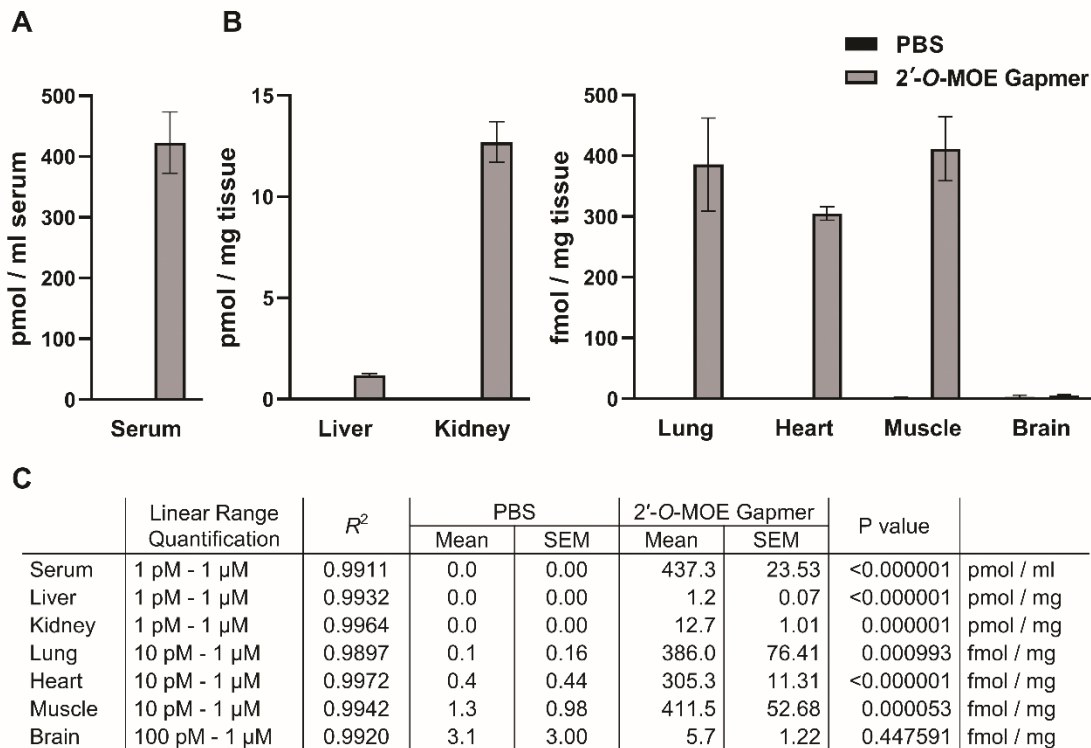 A
B
PBS
2′-O-MOE Gapmer
pmol / ml serum
500
400
300
200
100
0
Serum
pmol / mg tissue
15
10
5
0
Liver Kidney
fmol / mg tissue
500
400
300
200
100
0
Lung Heart Muscle Brain
C
Linear Range Quantification R² PBS 2′-O-MOE Gapmer P value
Mean SEM Mean SEM
Serum 1 pM - 1 µM 0.9911 0.0 0.00 437.3 23.53 <0.000001 pmol / ml
Liver 1 pM - 1 µM 0.9932 0.0 0.00 1.2 0.07 <0.000001 pmol / mg
Kidney 1 pM - 1 µM 0.9964 0.0 0.00 12.7 1.01 0.000001 pmol / mg
Lung 10 pM - 1 µM 0.9897 0.1 0.16 386.0 76.41 0.000993 fmol / mg
Heart 10 pM - 1 µM 0.9972 0.4 0.44 305.3 11.31 <0.000001 fmol / mg
Muscle 10 pM - 1 µM 0.9942 1.3 0.98 411.5 52.68 0.000053 fmol / mg
Brain 100 pM - 1 µM 0.9920 3.1 3.00 5.7 1.22 0.447591 fmol / mg